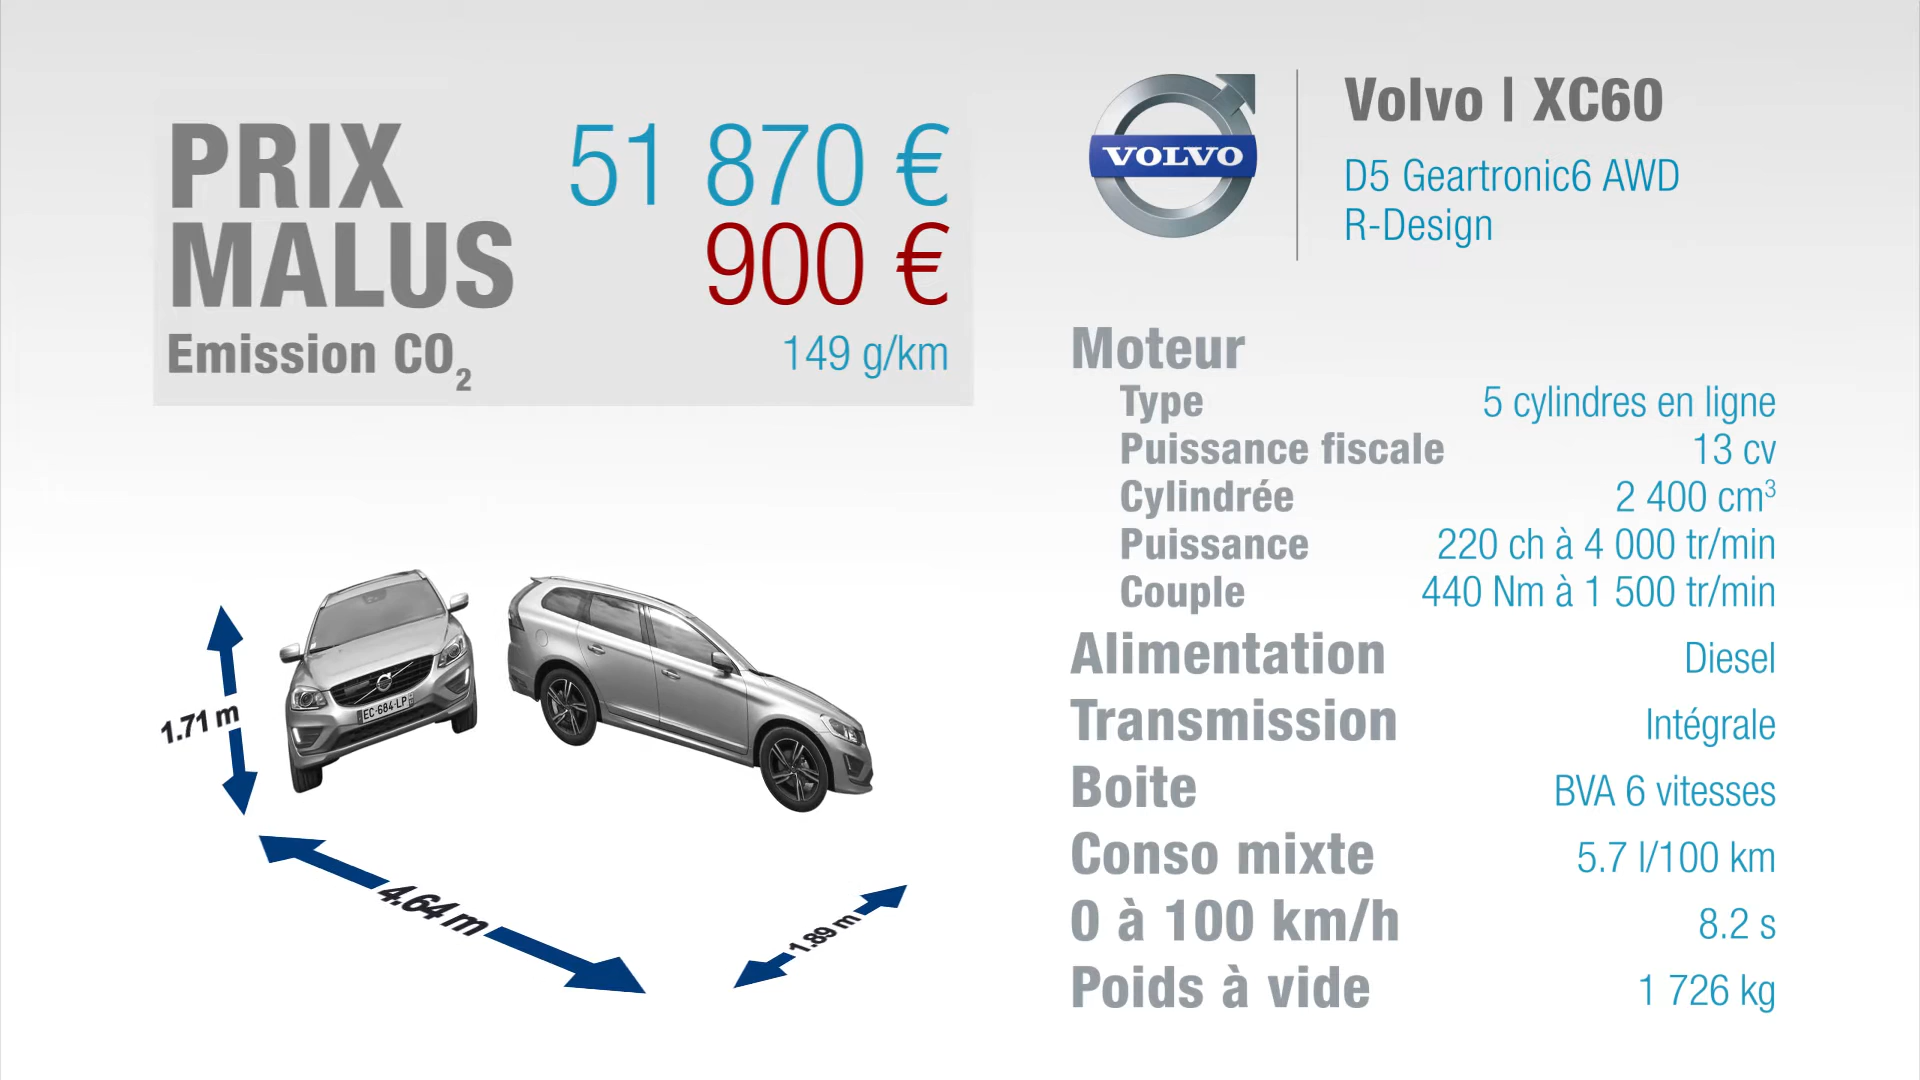 PRIX 51 870 €
MALUS 900 €
Emission CO₂ 149 g/km
VOLVO
Volvo | XC60
D5 Geartronic6 AWD
R-Design
Moteur
Type 5 cylindres en ligne
Puissance fiscale 13 cv
Cylindrée 2 400 cm³
Puissance 220 ch à 4 000 tr/min
Couple 440 Nm à 1 500 tr/min
Alimentation Diesel
Transmission Intégrale
Boite BVA 6 vitesses
Conso mixte 5.7 l/100 km
0 à 100 km/h 8.2 s
Poids à vide 1 726 kg
EC-684-LP
1.71 m
4.64 m
1.89 m